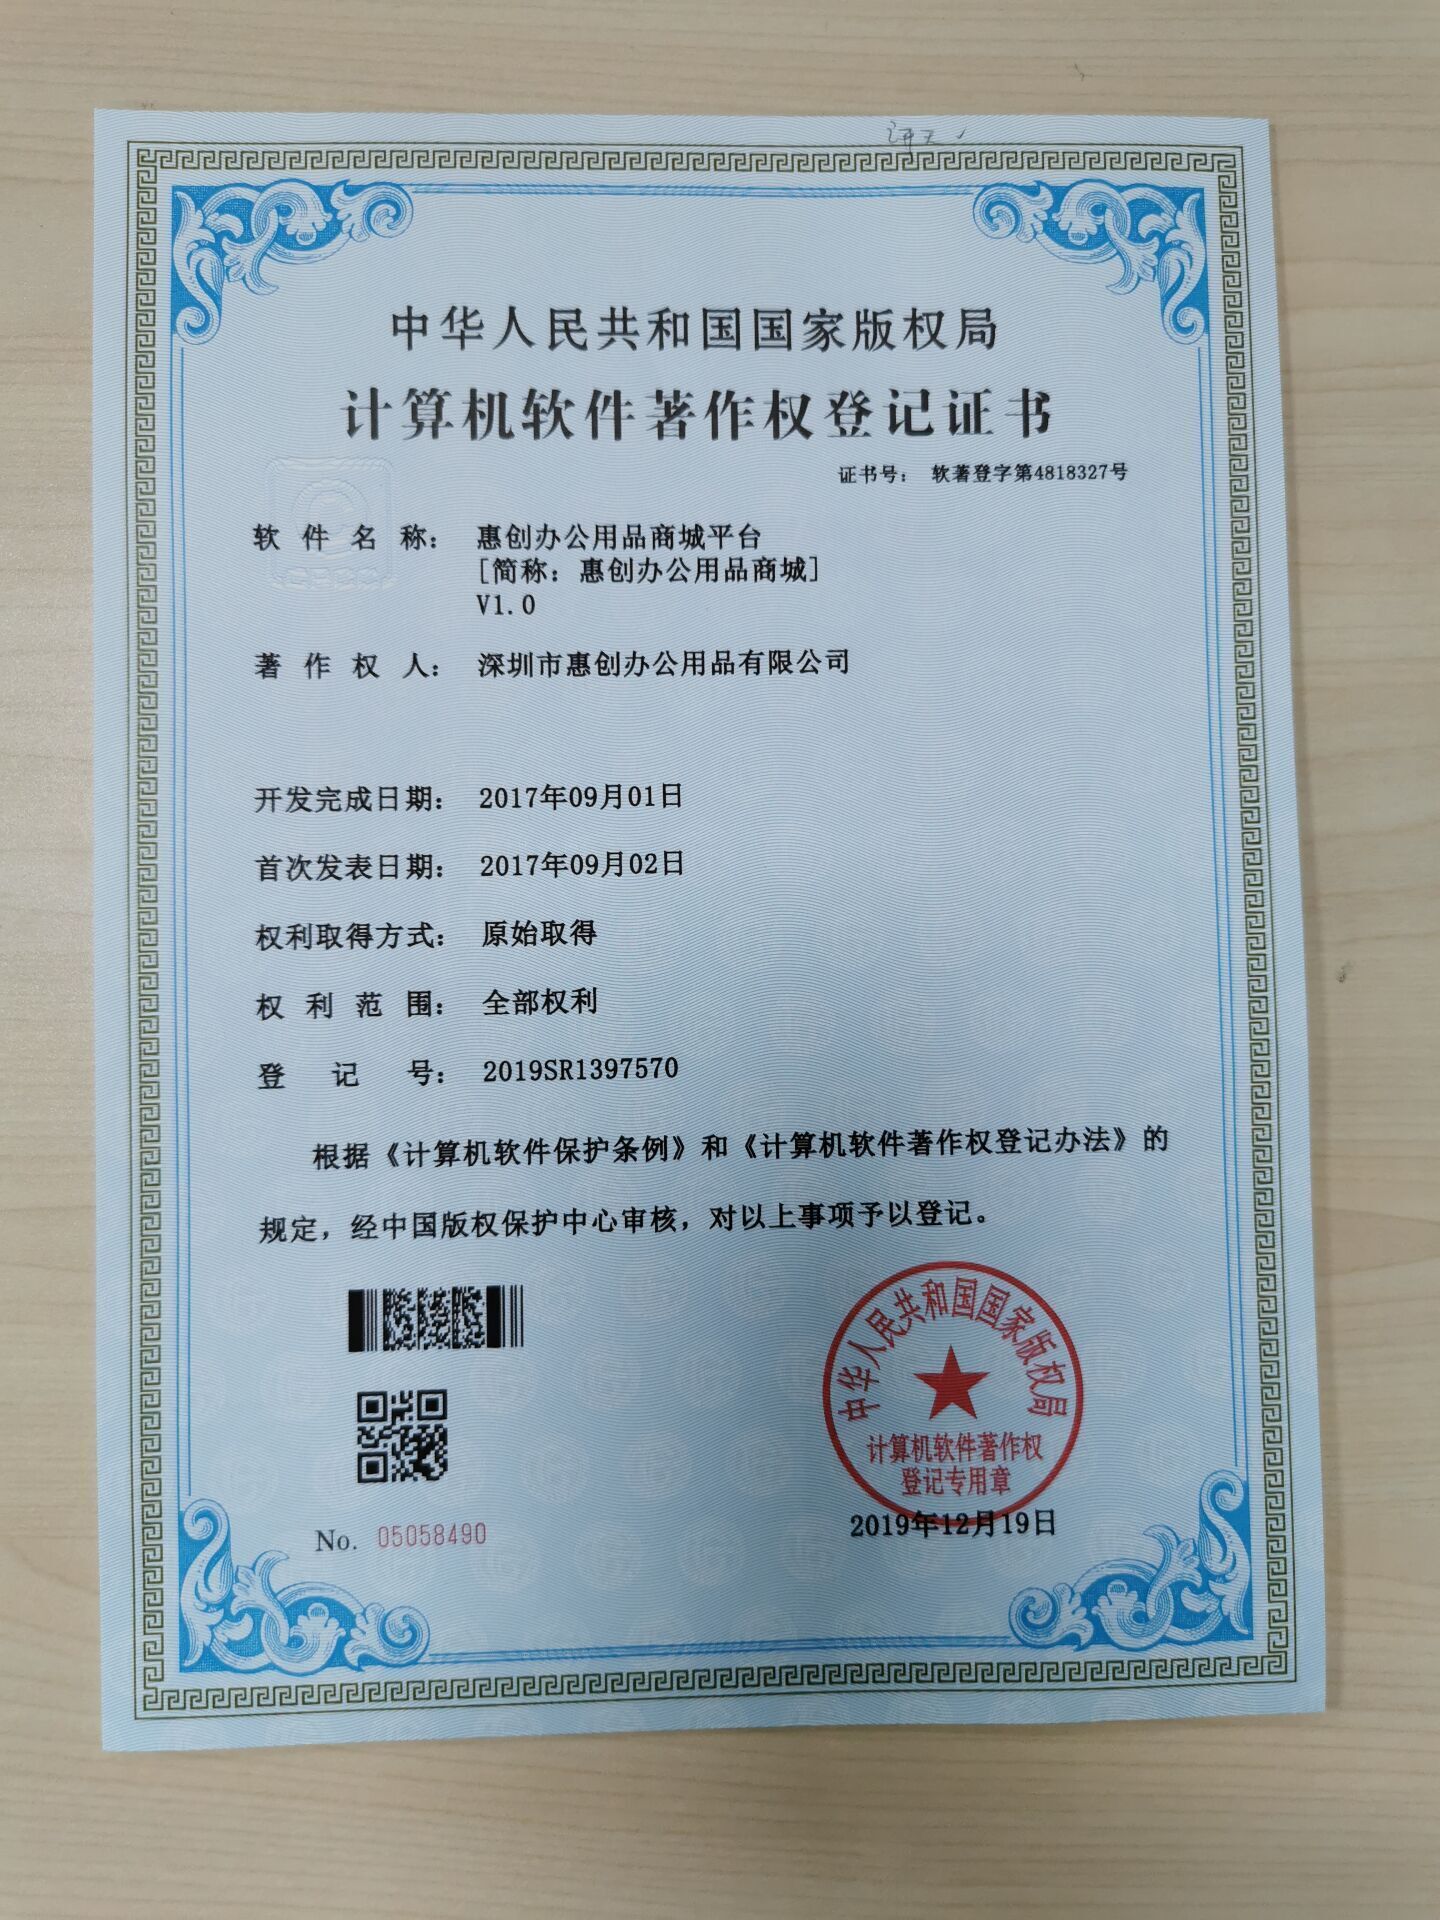 中华人民共和国国家版权局
计算机软件著作权登记证书
证书号： 软著登字第4818327号
软件名称： 惠创办公用品商城平台
[简称：惠创办公用品商城]
V1.0
著作权人： 深圳市惠创办公用品有限公司
开发完成日期： 2017年09月01日
首次发表日期： 2017年09月02日
权利取得方式： 原始取得
权利范围： 全部权利
登记号： 2019SR1397570
根据《计算机软件保护条例》和《计算机软件著作权登记办法》的
规定，经中国版权保护中心审核，对以上事项予以登记。
中华人民共和国国家版权局
计算机软件著作权
登记专用章
2019年12月19日
No. 05058490